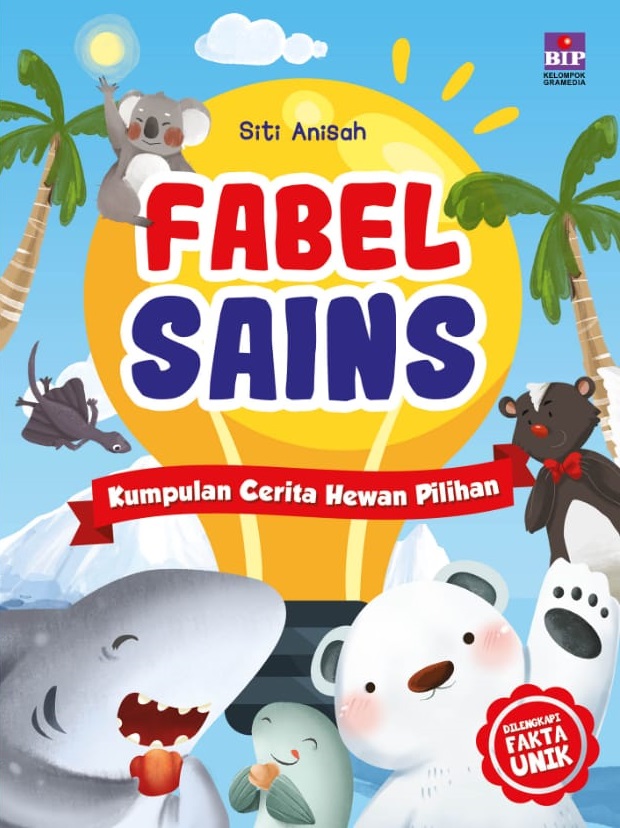 BIP
KELOMPOK
GRAMEDIA
Siti Anisah
FABEL
SAINS
Kumpulan Cerita Hewan Pilihan
DILENGKAPI
FAKTA
UNIK